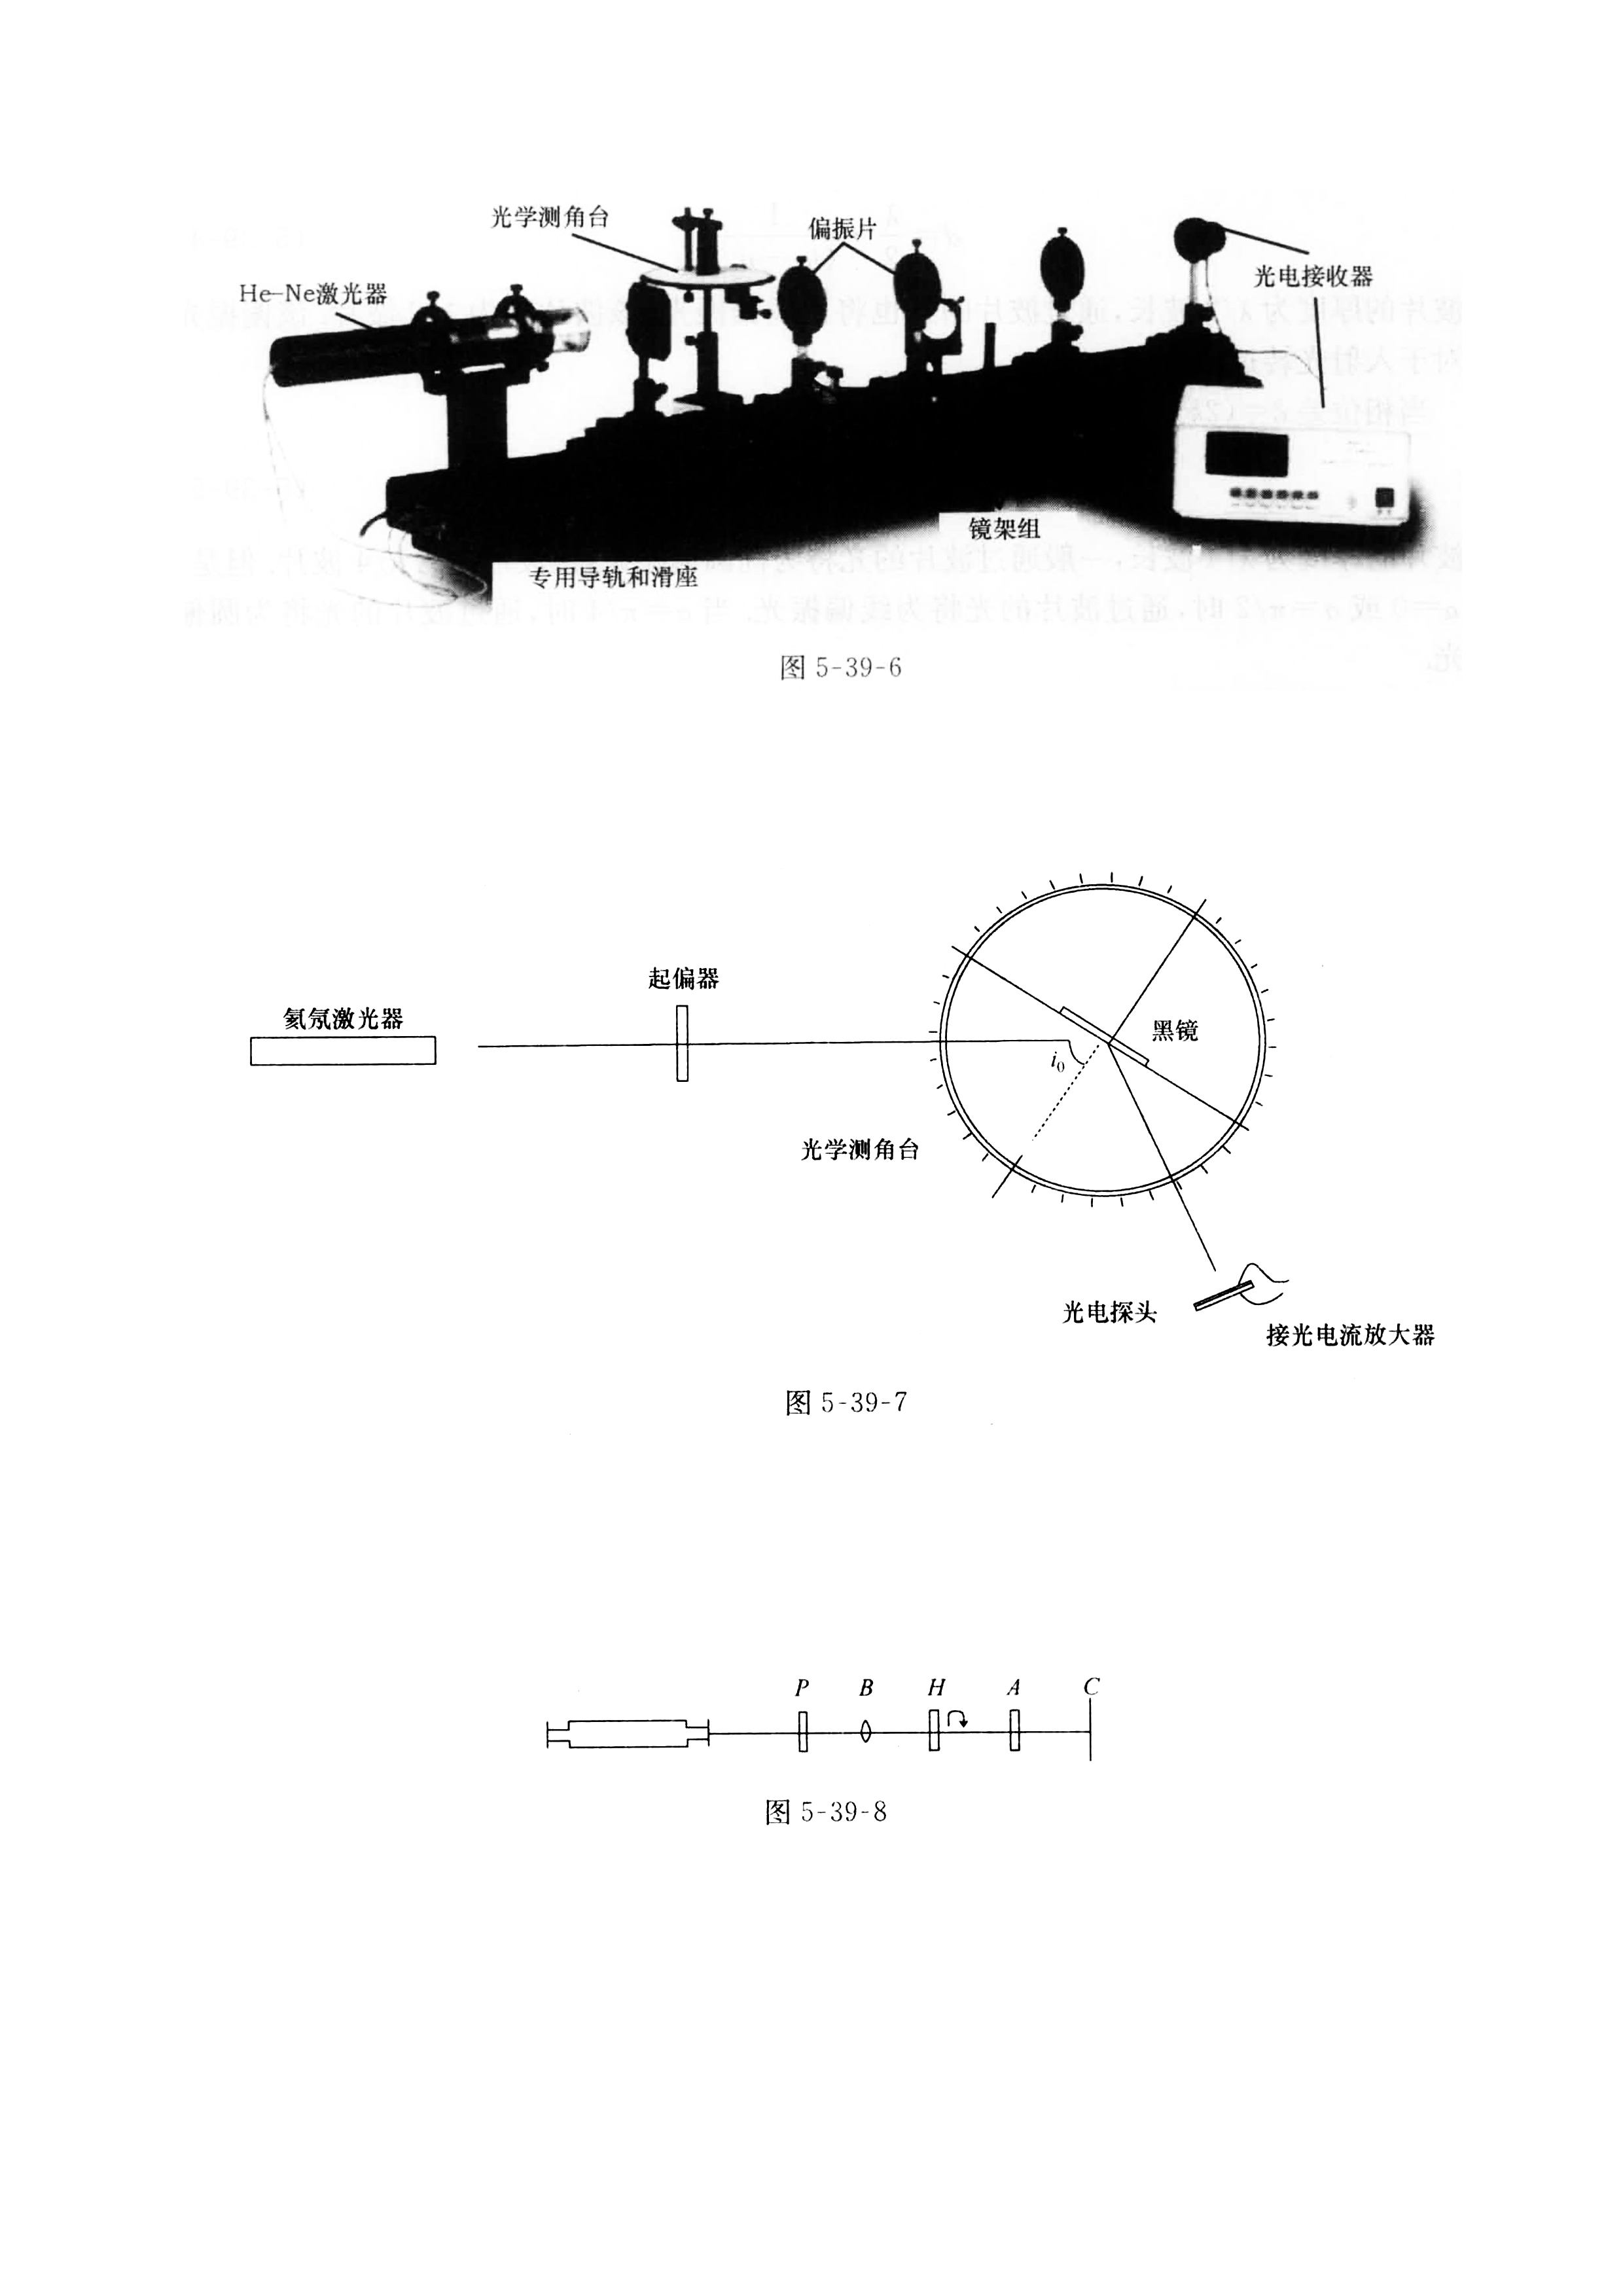 光学测角台
偏振片
光电接收器
He-Ne激光器
镜架组
专用导轨和滑座
图 5-39-6
起偏器
氦氖激光器
黑镜
i₀
光学测角台
光电探头
接光电流放大器
图 5-39-7
P B H A C
图 5-39-8